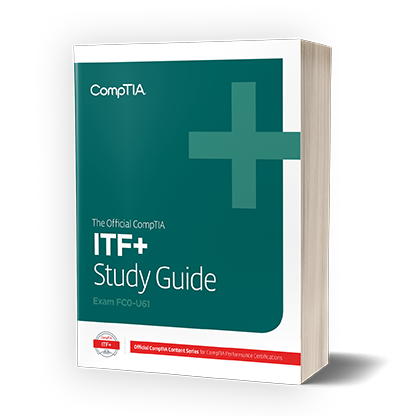 CompTIA
The Official CompTIA
ITF+
Study Guide
Exam FC0-U61
ITF+
Official CompTIA Content Series for CompTIA Performance Certifications